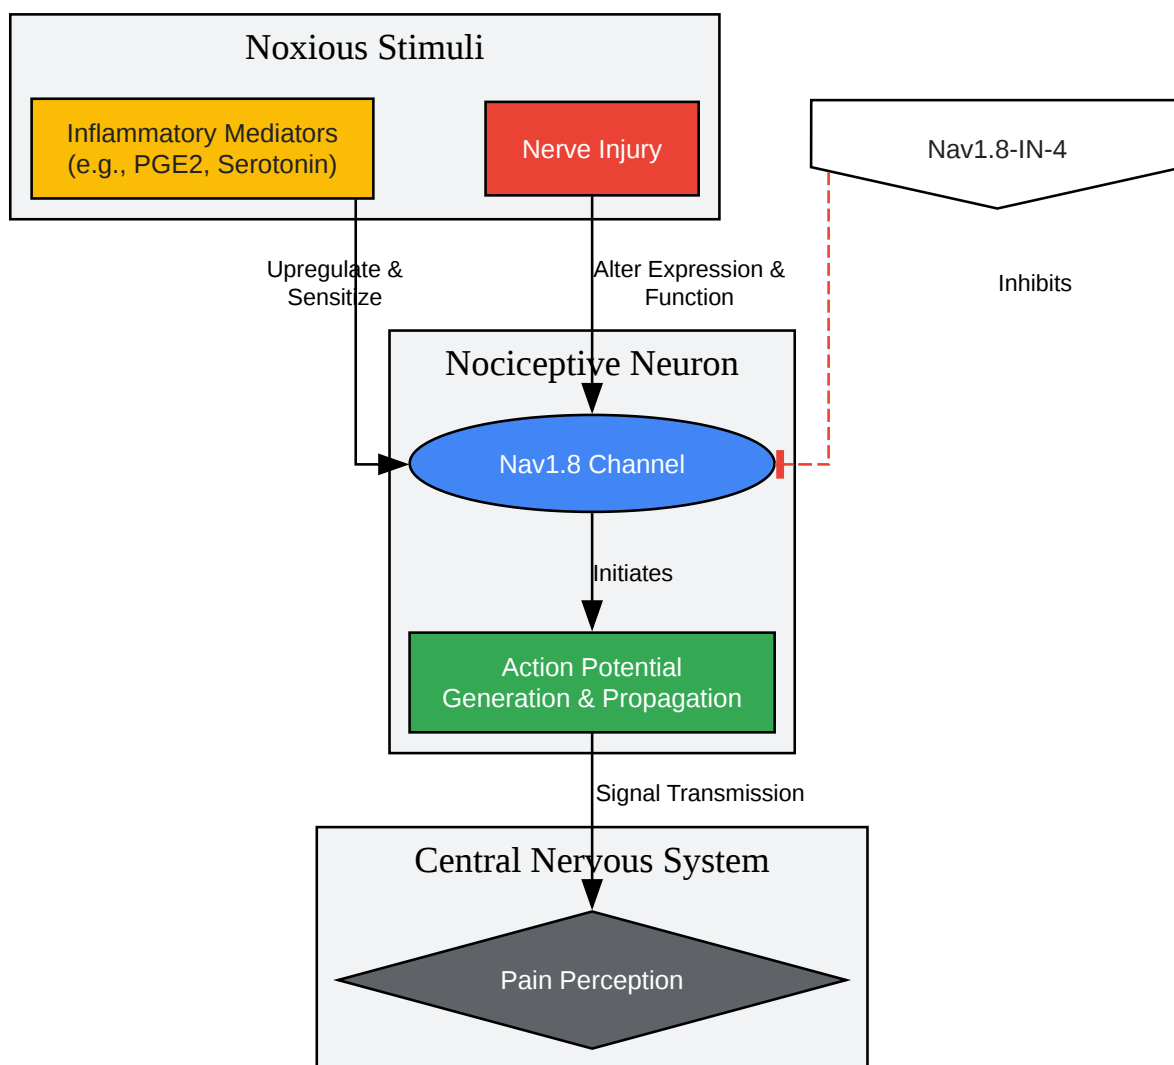 Noxious Stimuli
Inflammatory Mediators
(e.g., PGE2, Serotonin)
Nerve Injury
Nav1.8-IN-4
Upregulate &
Sensitize
Alter Expression &
Function
Inhibits
Nociceptive Neuron
Nav1.8 Channel
Initiates
Action Potential
Generation & Propagation
Signal Transmission
Central Nervous System
Pain Perception